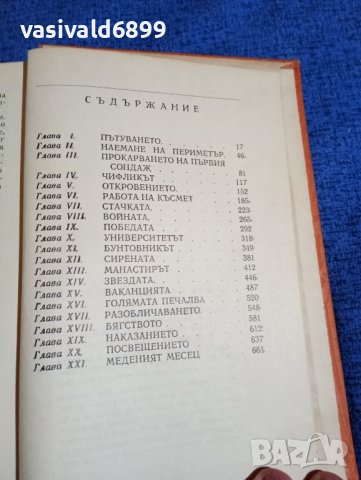 vasivald6899
СЪДЪРЖАНИЕ
Глава I. ПЪТУВАНЕТО. 17
Глава II. НАЕМАНЕ НА ПЕРИМЕТЪР. 46
Глава III. ПРОКАРВАНЕТО НА ПЪРВИЯ
СОНДАЖ
Глава IV. ЧИФЛИКЪТ 81
Глава V. ОТКРОВЕНИЕТО. 117
Глава VI. РАБОТА НА КЪСМЕТ 152
Глава VII. СТАЧКАТА. 185
Глава VIII. ВОЙНАТА. 223
Глава IX. ПОБЕДАТА 265
Глава X. УНИВЕРСИТЕТЪТ 292
Глава XI. БУНТОВНИКЪТ 318
Глава XII. СИРЕНАТА 349
Глава XIII. МАНАСТИРЪТ 381
Глава XIV. ЗВЕЗДАТА. 412
Глава XV. ВАКАНЦИЯТА 446
Глава XVI. ГОЛЯМАТА ПЕЧАЛБА 487
Глава XVII. РАЗОБЛИЧАВАНЕТО. 520
Глава XVIII. БЯГСТВОТО 548
Глава XIX. НАКАЗАНИЕТО 581
Глава XX. ПОСВЕЩЕНИЕТО 612
Глава XXI. МЕДЕНИЯТ МЕСЕЦ 637
661
BAZAR